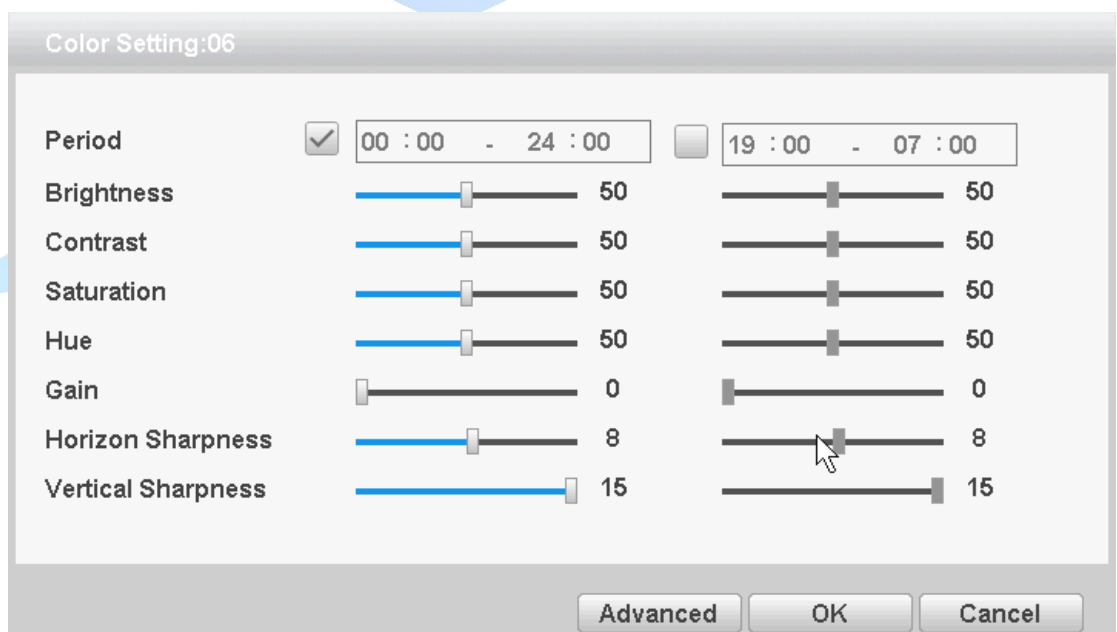 Color Setting:06
Period 00 : 00 - 24 : 00 19 : 00 - 07 : 00
Brightness 50 50
Contrast 50 50
Saturation 50 50
Hue 50 50
Gain 0 0
Horizon Sharpness 8 8
Vertical Sharpness 15 15
Advanced OK Cancel